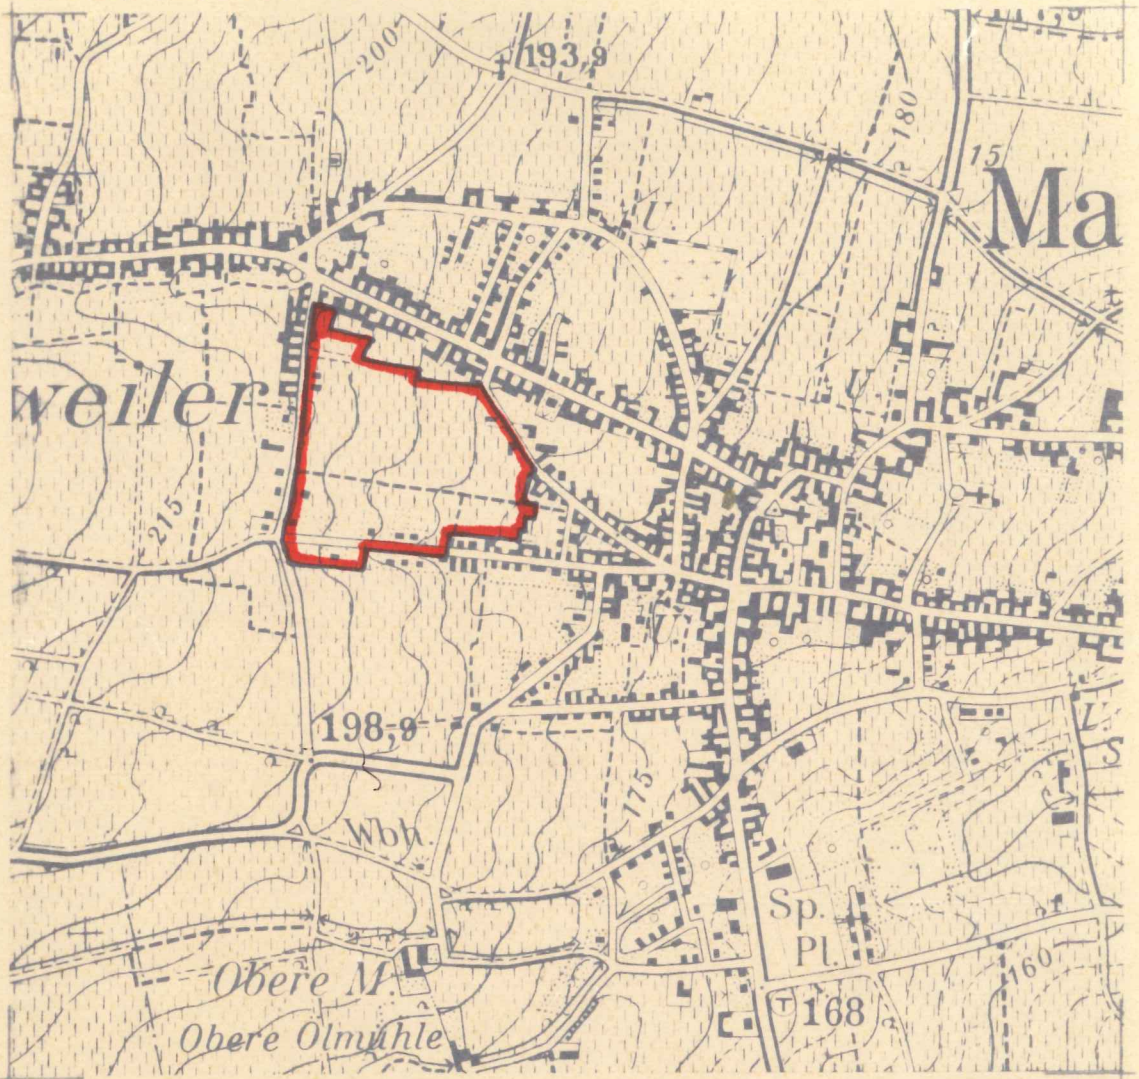 200
193,9
180
15
Ma
U
weiler
U
215
U
198,9
175
Wbh.
Sp.
Pl.
Obere M.
160
168
Obere Ölmühle